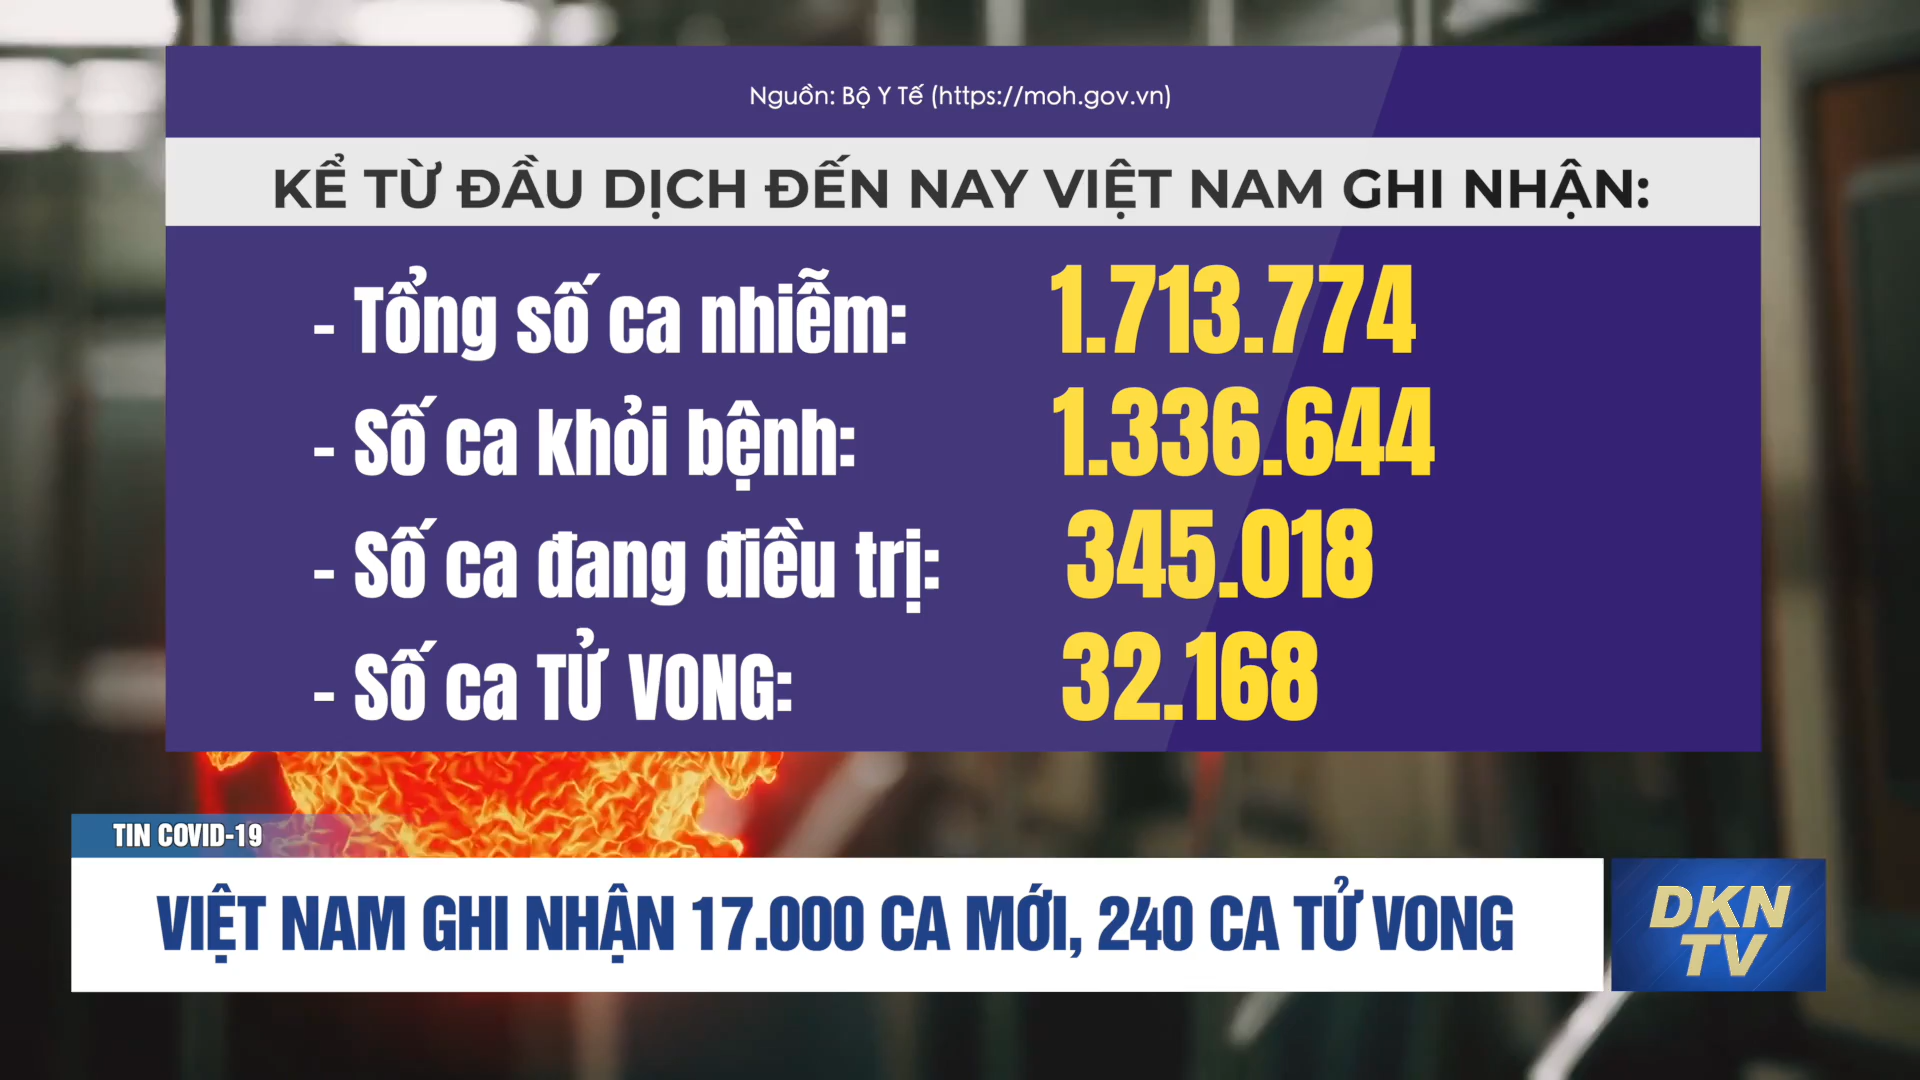 Nguồn: Bộ Y Tế (https://moh.gov.vn)
KỂ TỪ ĐẦU DỊCH ĐẾN NAY VIỆT NAM GHI NHẬN:
- Tổng số ca nhiễm: 1.713.774
- Số ca khỏi bệnh: 1.336.644
- Số ca đang điều trị: 345.018
- Số ca TỬ VONG: 32.168
TIN COVID-19
VIỆT NAM GHI NHẬN 17.000 CA MỚI, 240 CA TỬ VONG
DKN
TV